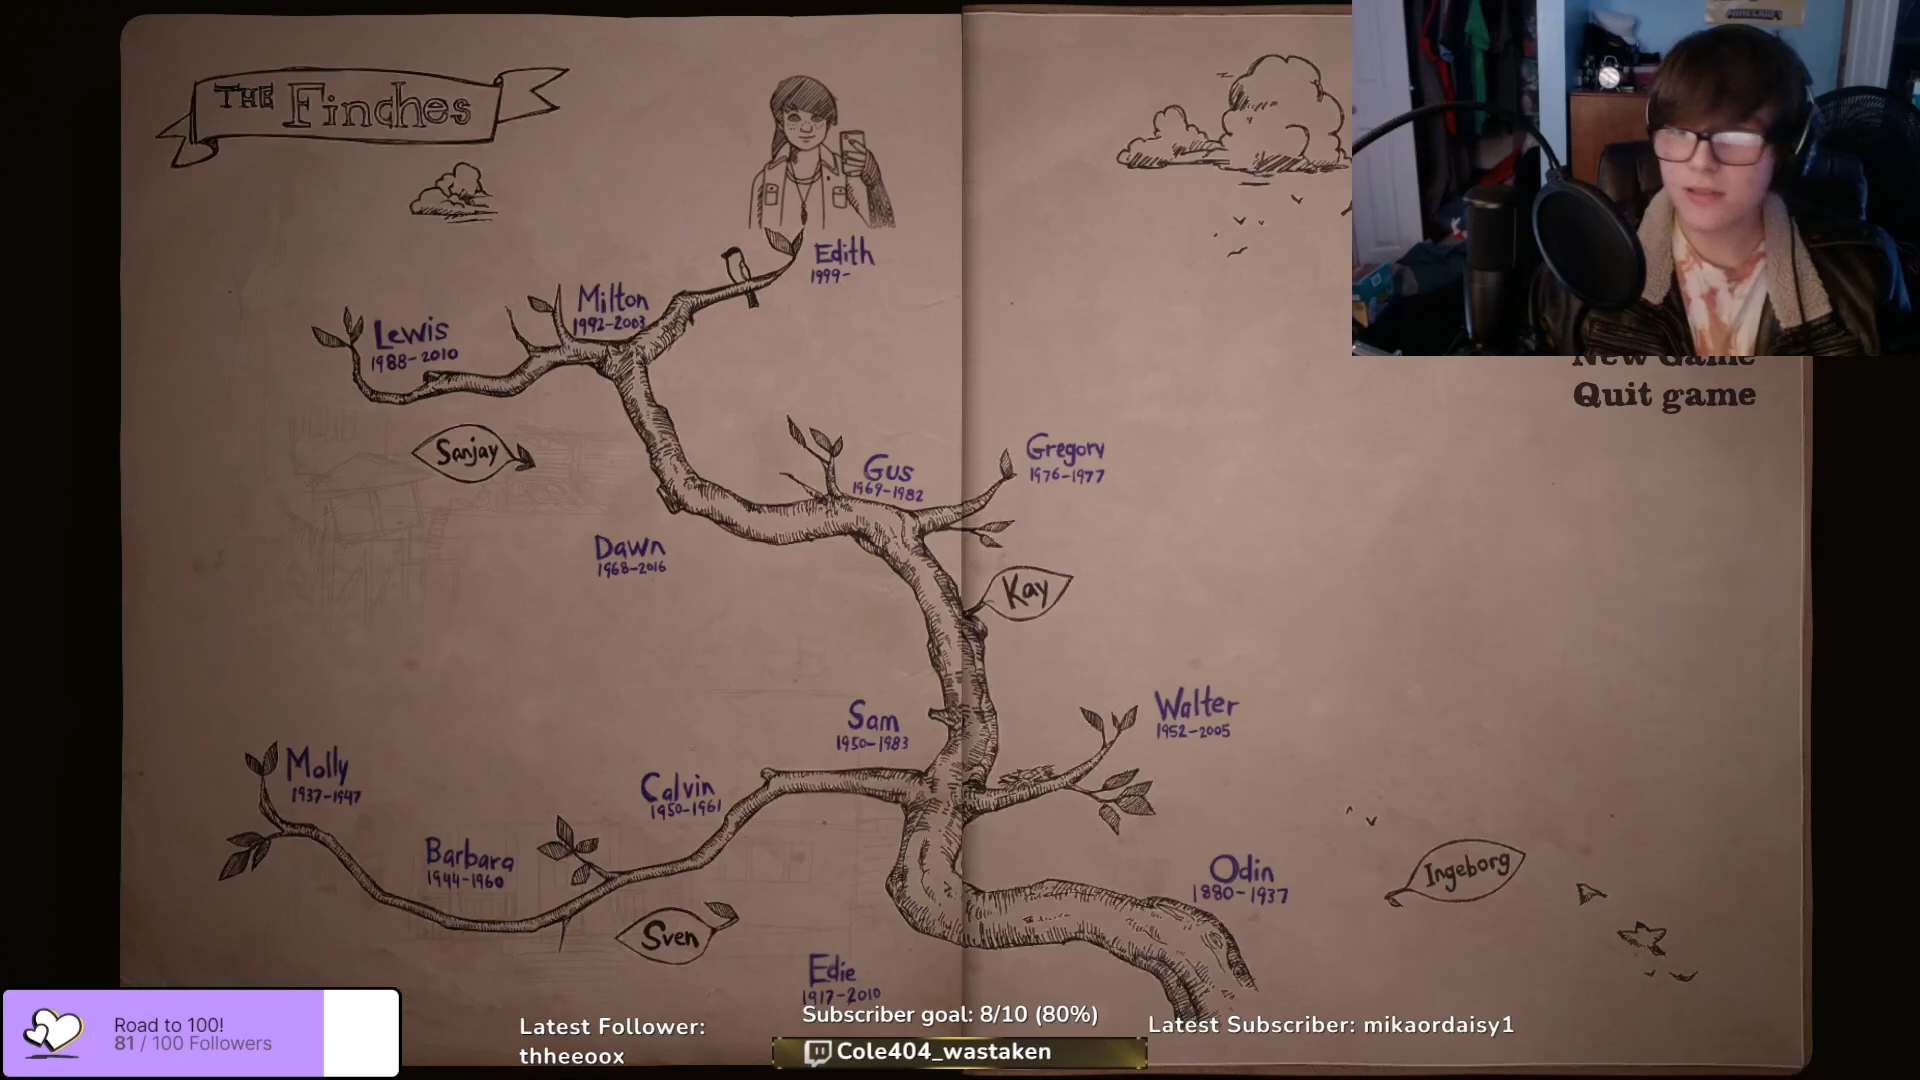 THE Finches
MINECRAFT
Edith
1999-
Milton
1992-2003
Lewis
1988-2010
New Game
Quit game
Sanjay
Gus
1969-1982
Gregory
1976-1977
Dawn
1968-2016
Kay
Sam
1950-1983
Walter
1952-2005
Molly
1937-1947
Calvin
1950-1961
Barbara
1944-1960
Odin
1880-1937
Ingeborg
Sven
Edie
1917-2010
Road to 100!
81 / 100 Followers
Latest Follower:
thheeoox
Subscriber goal: 8/10 (80%)
Cole404_wastaken
Latest Subscriber: mikaordaisy1